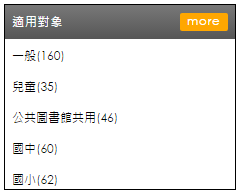 適用對象 more
一般(160)
兒童(35)
公共圖書館共用(46)
國中(60)
國小(62)